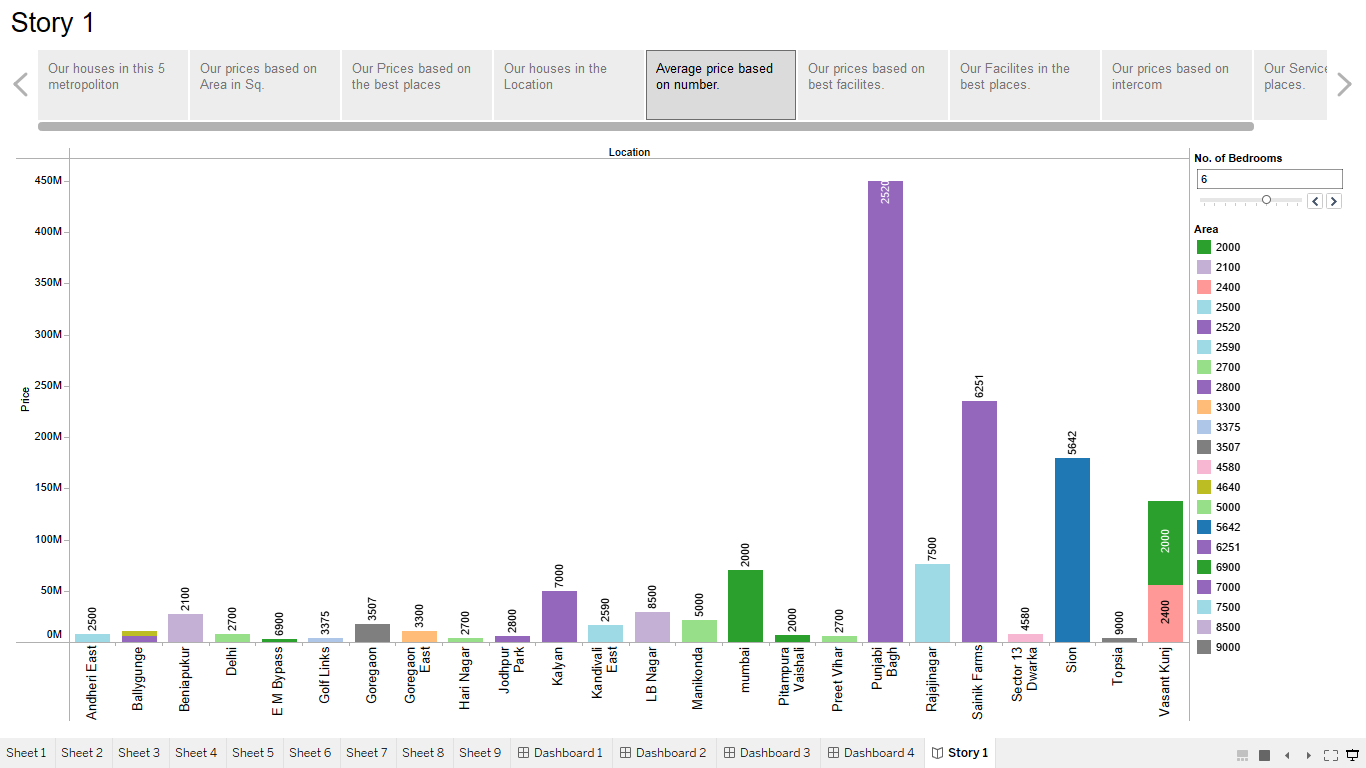 Story 1
Our houses in this 5
metropoliton
Our prices based on
Area in Sq.
Our Prices based on
the best places
Our houses in the
Location
Average price based
on number.
Our prices based on
best facilites.
Our Facilites in the
best places.
Our prices based on
intercom
Our Service
places.
Location
No. of Bedrooms
6
Area
2000
2100
2400
2500
2520
2590
2700
2800
3300
3375
3507
4580
4640
5000
5642
6251
6900
7000
7500
8500
9000
Price
450M
400M
350M
300M
250M
200M
150M
100M
50M
0M
2500
2100
2700
6900
3375
3507
3300
2700
2800
7000
2590
8500
5000
2000
2000
2700
2520
7500
6251
4580
5642
9000
2000
2400
Andheri East
Ballygunge
Beniapukur
Delhi
E M Bypass
Golf Links
Goregaon
Goregaon
East
Hari Nagar
Jodhpur
Park
Kalyan
Kandivali
East
LB Nagar
Manikonda
mumbai
Pitampura
Vaishali
Preet Vihar
Punjabi
Bagh
Rajajinagar
Sainik Farms
Sector 13
Dwarka
Sion
Topsia
Vasant Kunj
Sheet 1 Sheet 2 Sheet 3 Sheet 4 Sheet 5 Sheet 6 Sheet 7 Sheet 8 Sheet 9 Dashboard 1 Dashboard 2 Dashboard 3 Dashboard 4 Story 1